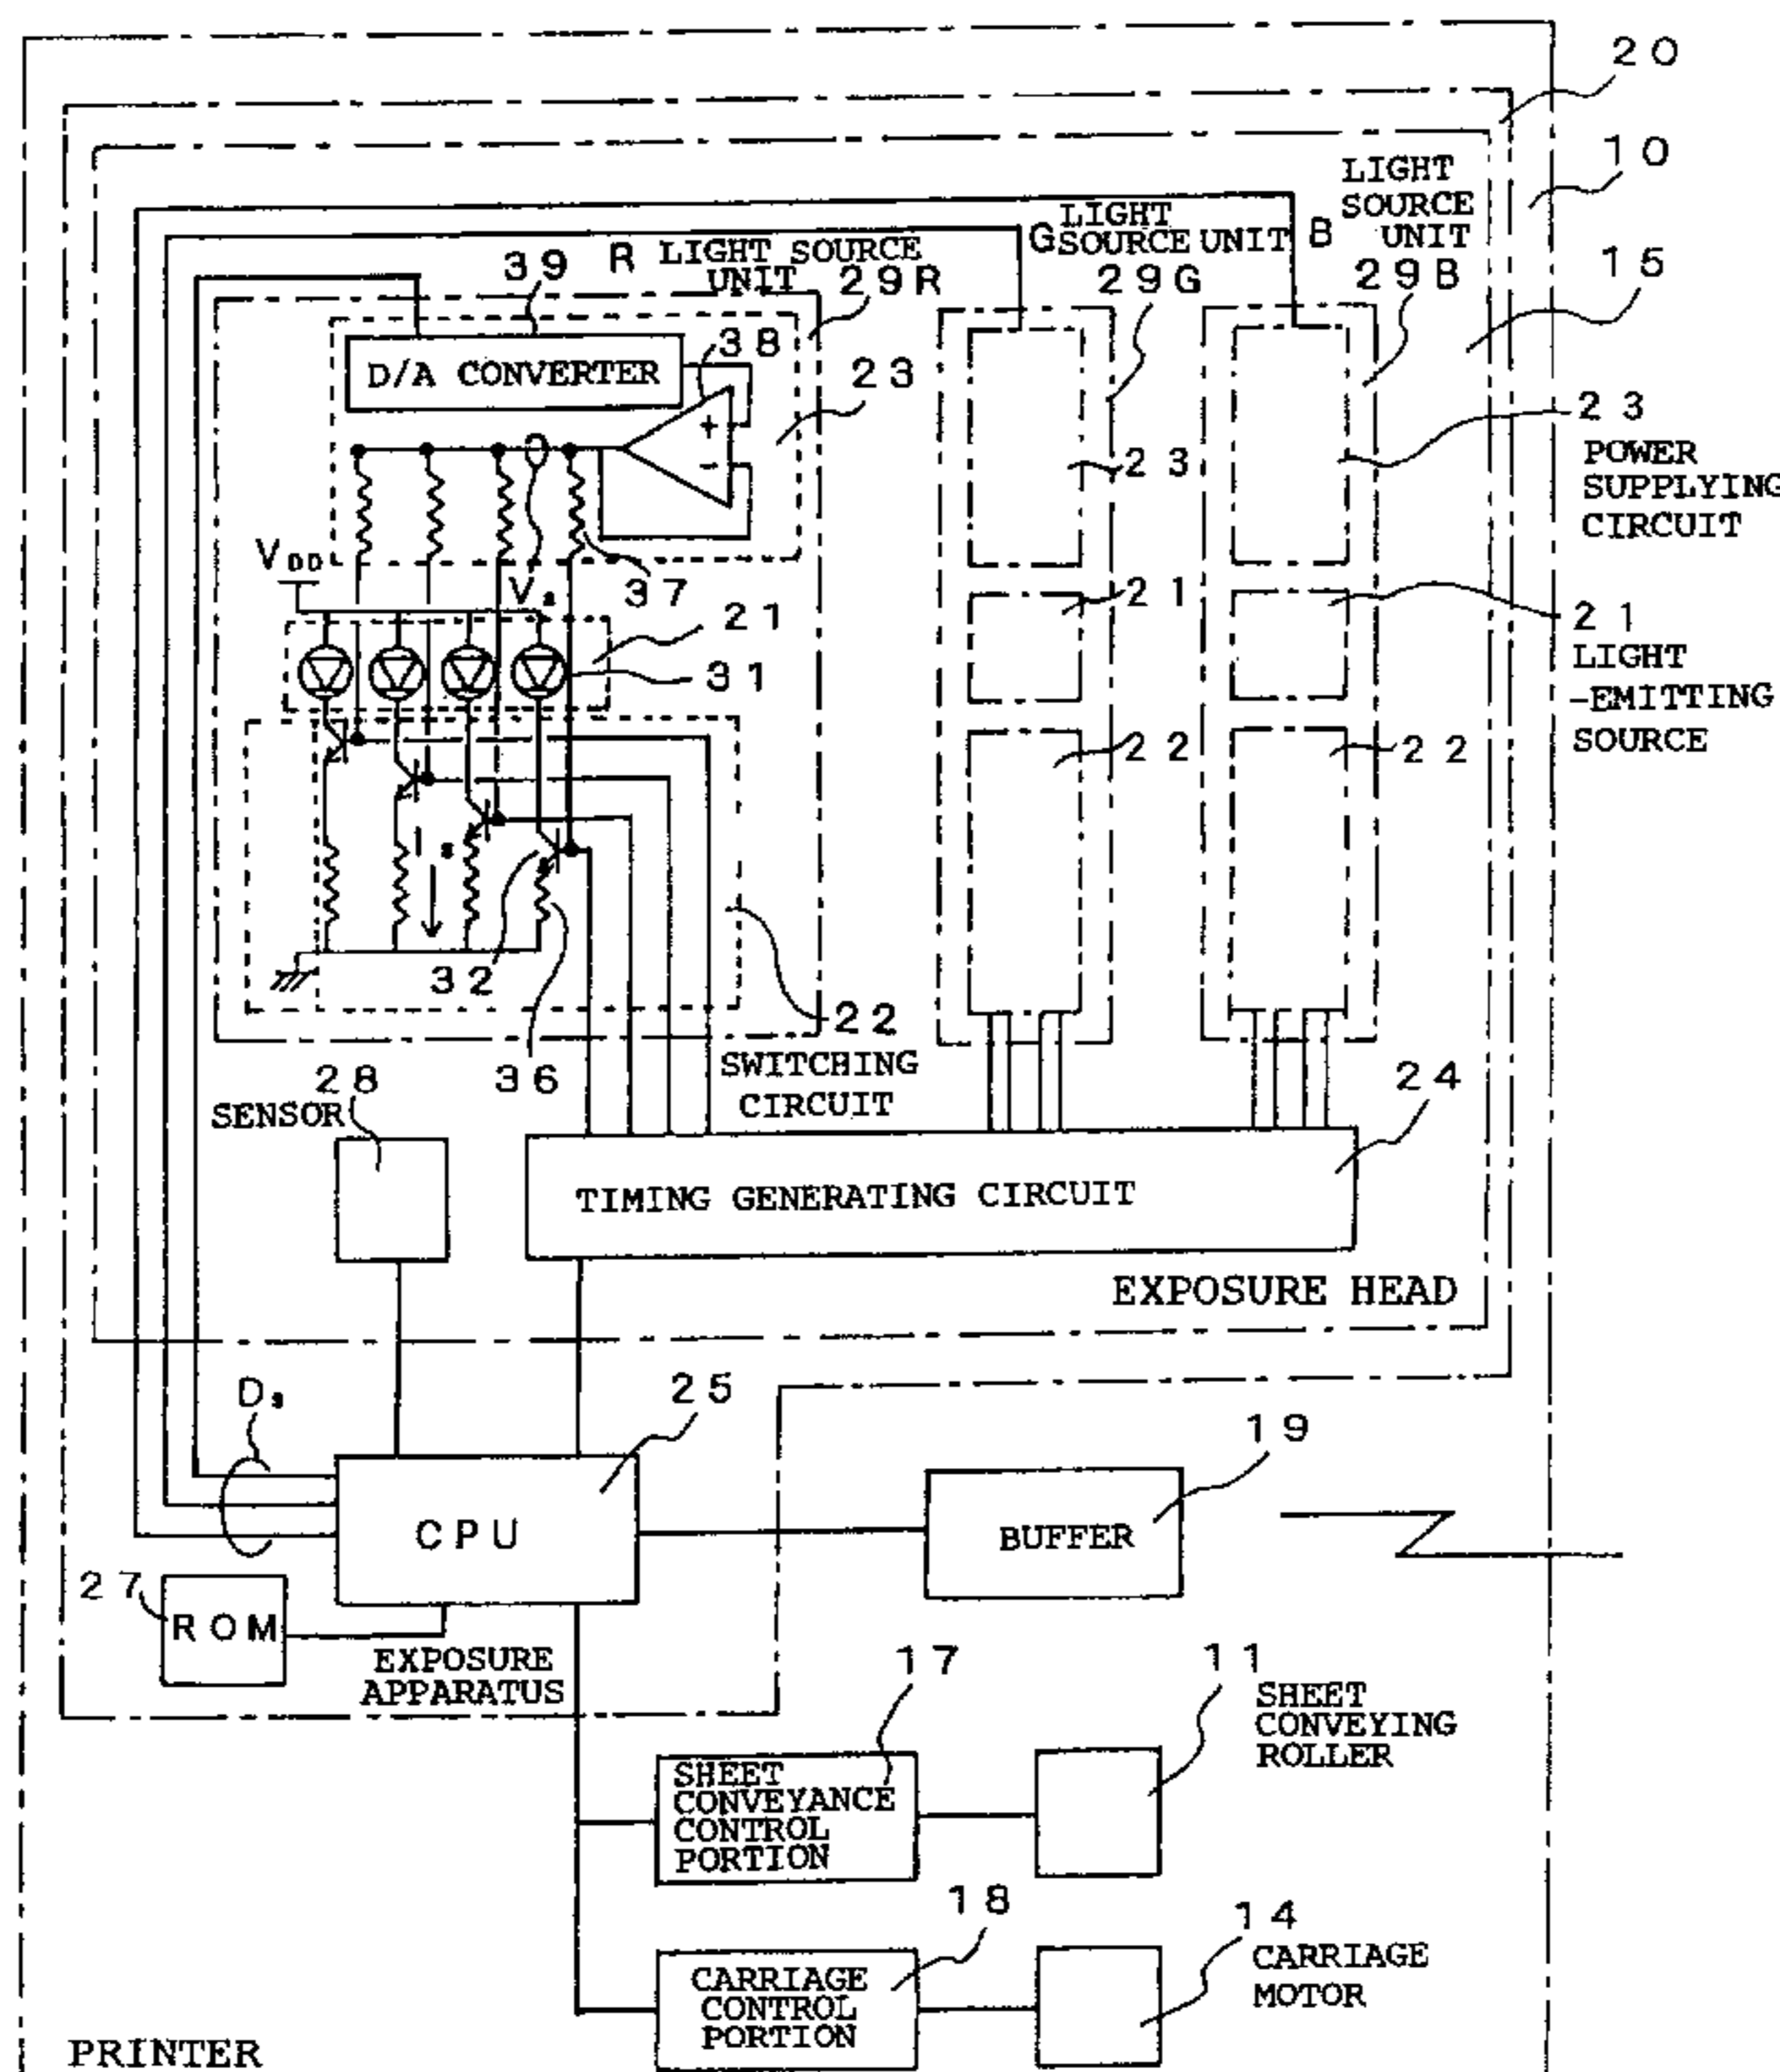 20
10
15
LIGHT
SOURCE
UNIT
B
29B
LIGHT
G SOURCE UNIT
29G
R LIGHT SOURCE
UNIT
29R
39
38
D/A CONVERTER
+
-
23
23
23
POWER
SUPPLYING
CIRCUIT
VDD
Vs
37
21
31
21
21
LIGHT
-EMITTING
SOURCE
22
22
Is
32
36
22
SWITCHING
CIRCUIT
28
SENSOR
24
TIMING GENERATING CIRCUIT
EXPOSURE HEAD
Ds
25
CPU
19
BUFFER
27
ROM
EXPOSURE
APPARATUS
17
SHEET
CONVEYANCE
CONTROL
PORTION
11
SHEET
CONVEYING
ROLLER
18
CARRIAGE
CONTROL
PORTION
14
CARRIAGE
MOTOR
PRINTER